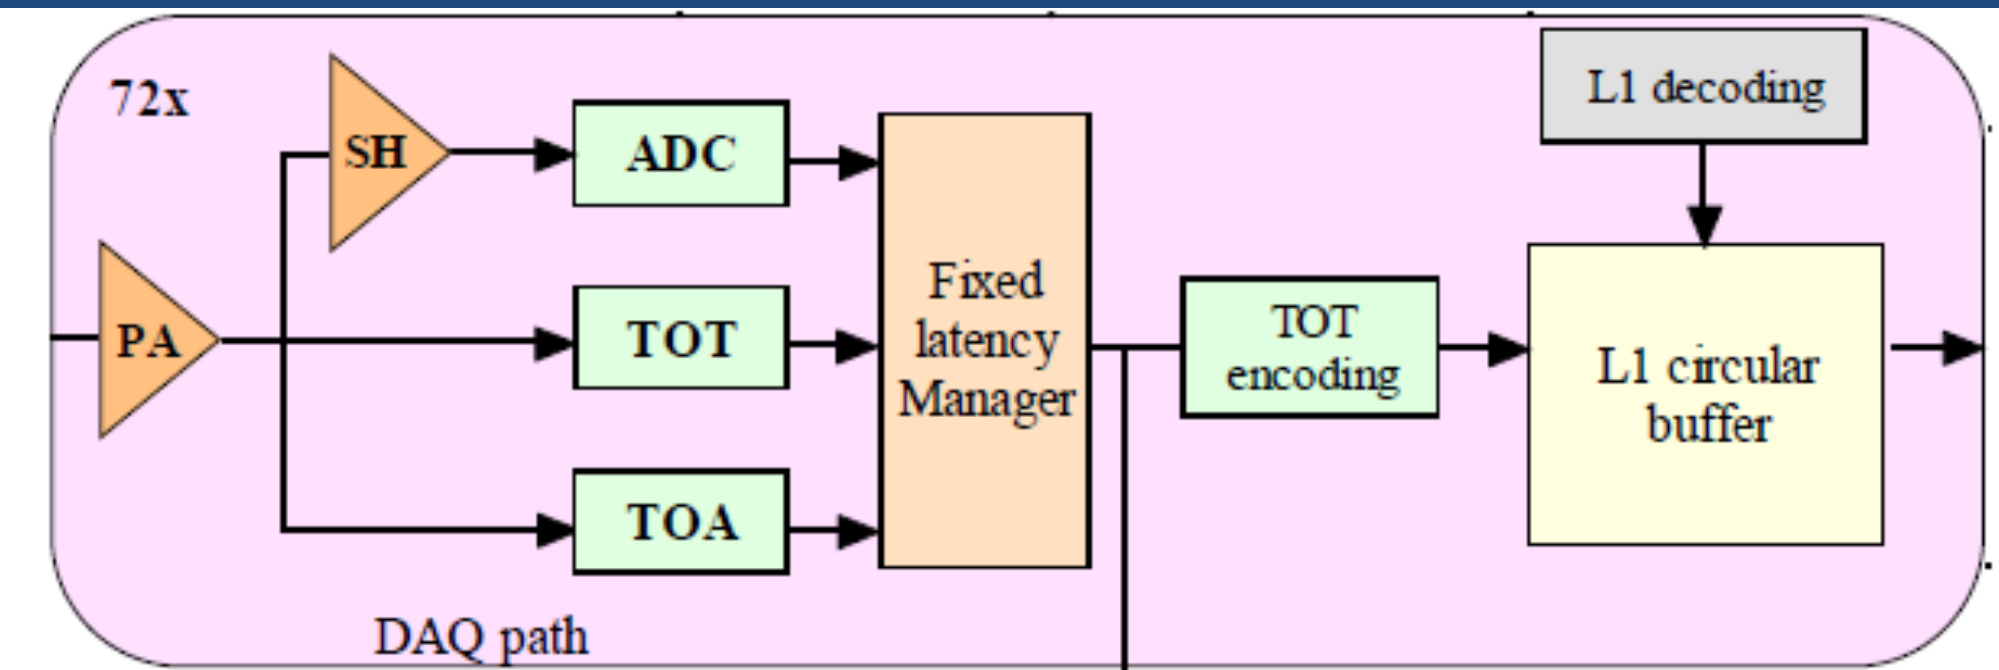 72x
SH
ADC
L1 decoding
PA
TOT
Fixed
latency
Manager
TOT
encoding
L1 circular
buffer
TOA
DAQ path